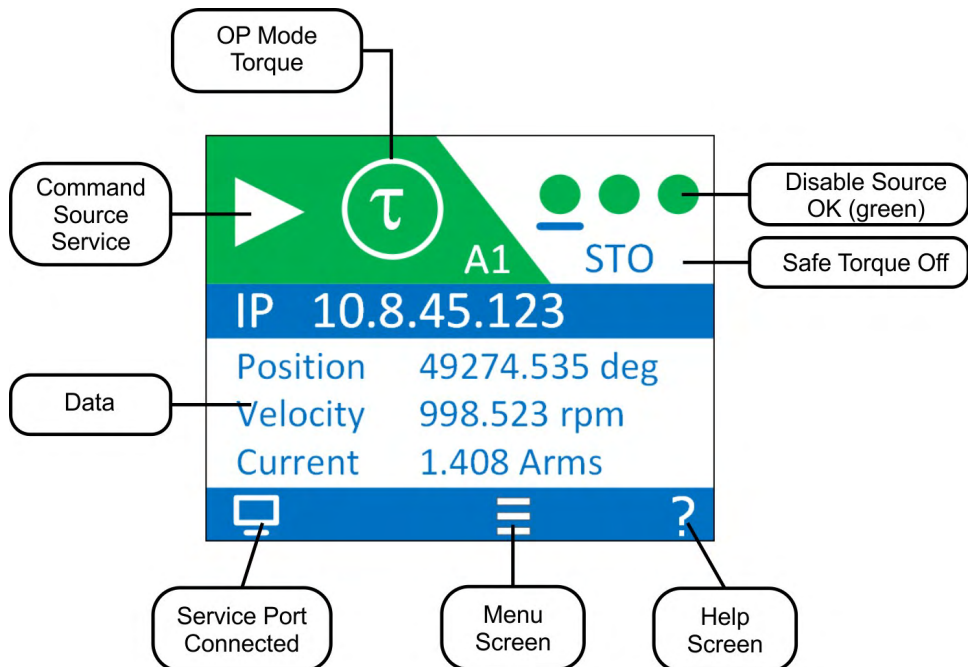 OP Mode
Torque
Command
Source
Service
τ
A1
STO
Disable Source
OK (green)
Safe Torque Off
IP 10.8.45.123
Position 49274.535 deg
Velocity 998.523 rpm
Current 1.408 Arms
Data
?
Service Port
Connected
Menu
Screen
Help
Screen